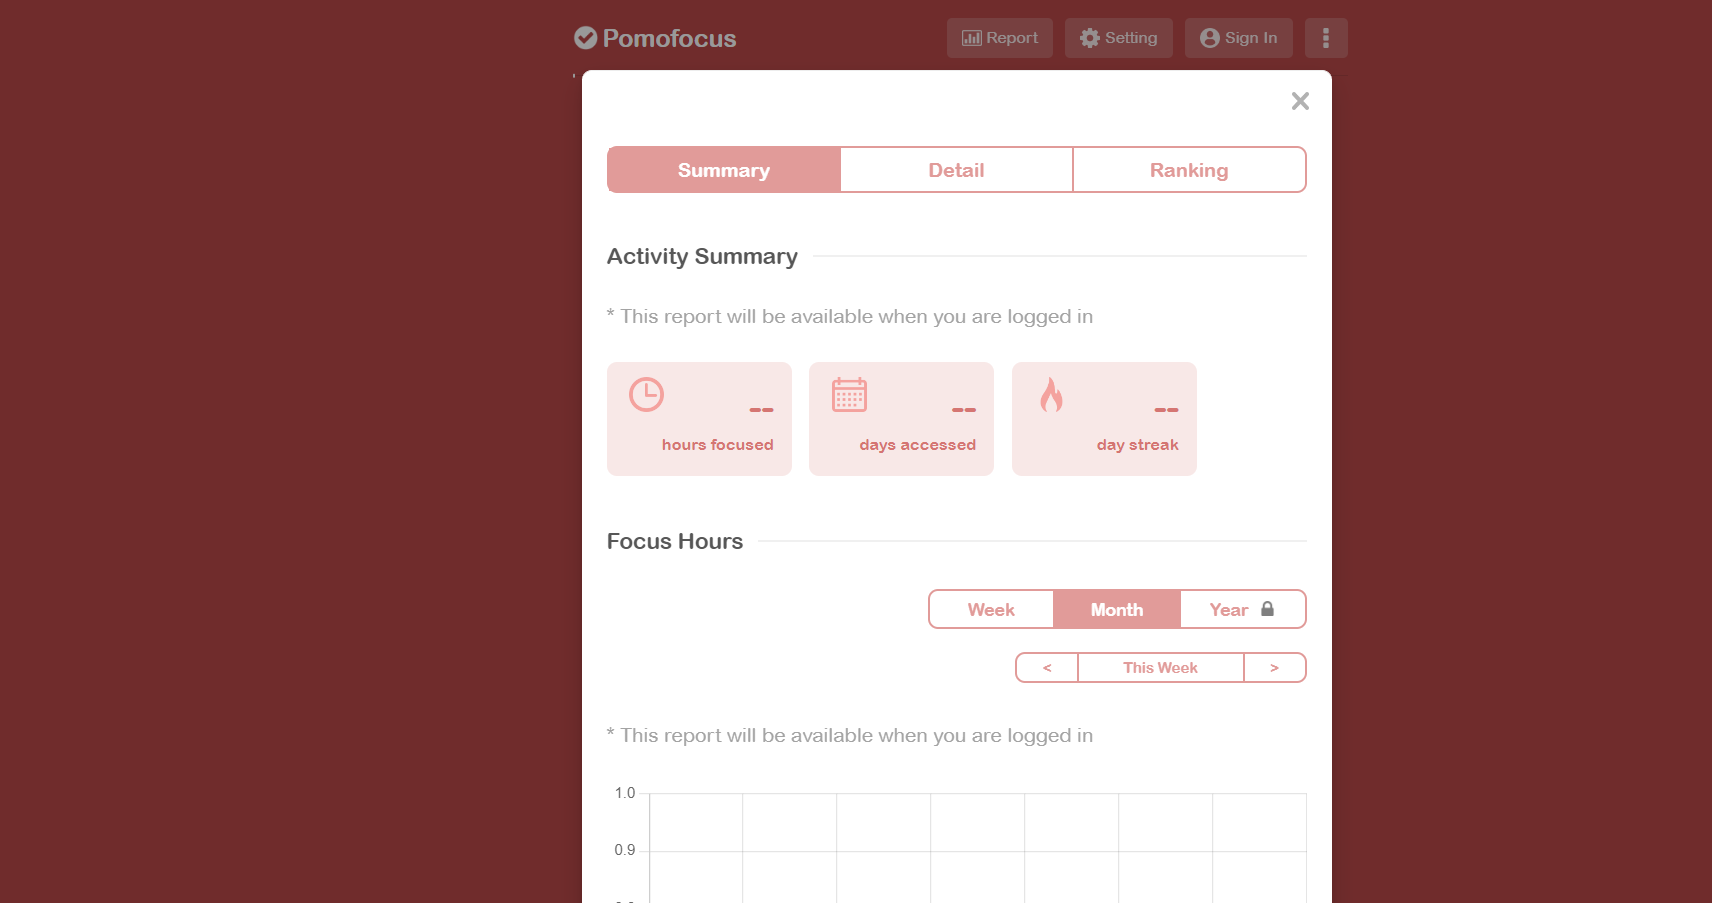 Pomofocus
Report
Setting
Sign In
Summary
Detail
Ranking
Activity Summary
* This report will be available when you are logged in
--
hours focused
--
days accessed
--
day streak
Focus Hours
Week
Month
Year
<
This Week
>
* This report will be available when you are logged in
1.0
0.9